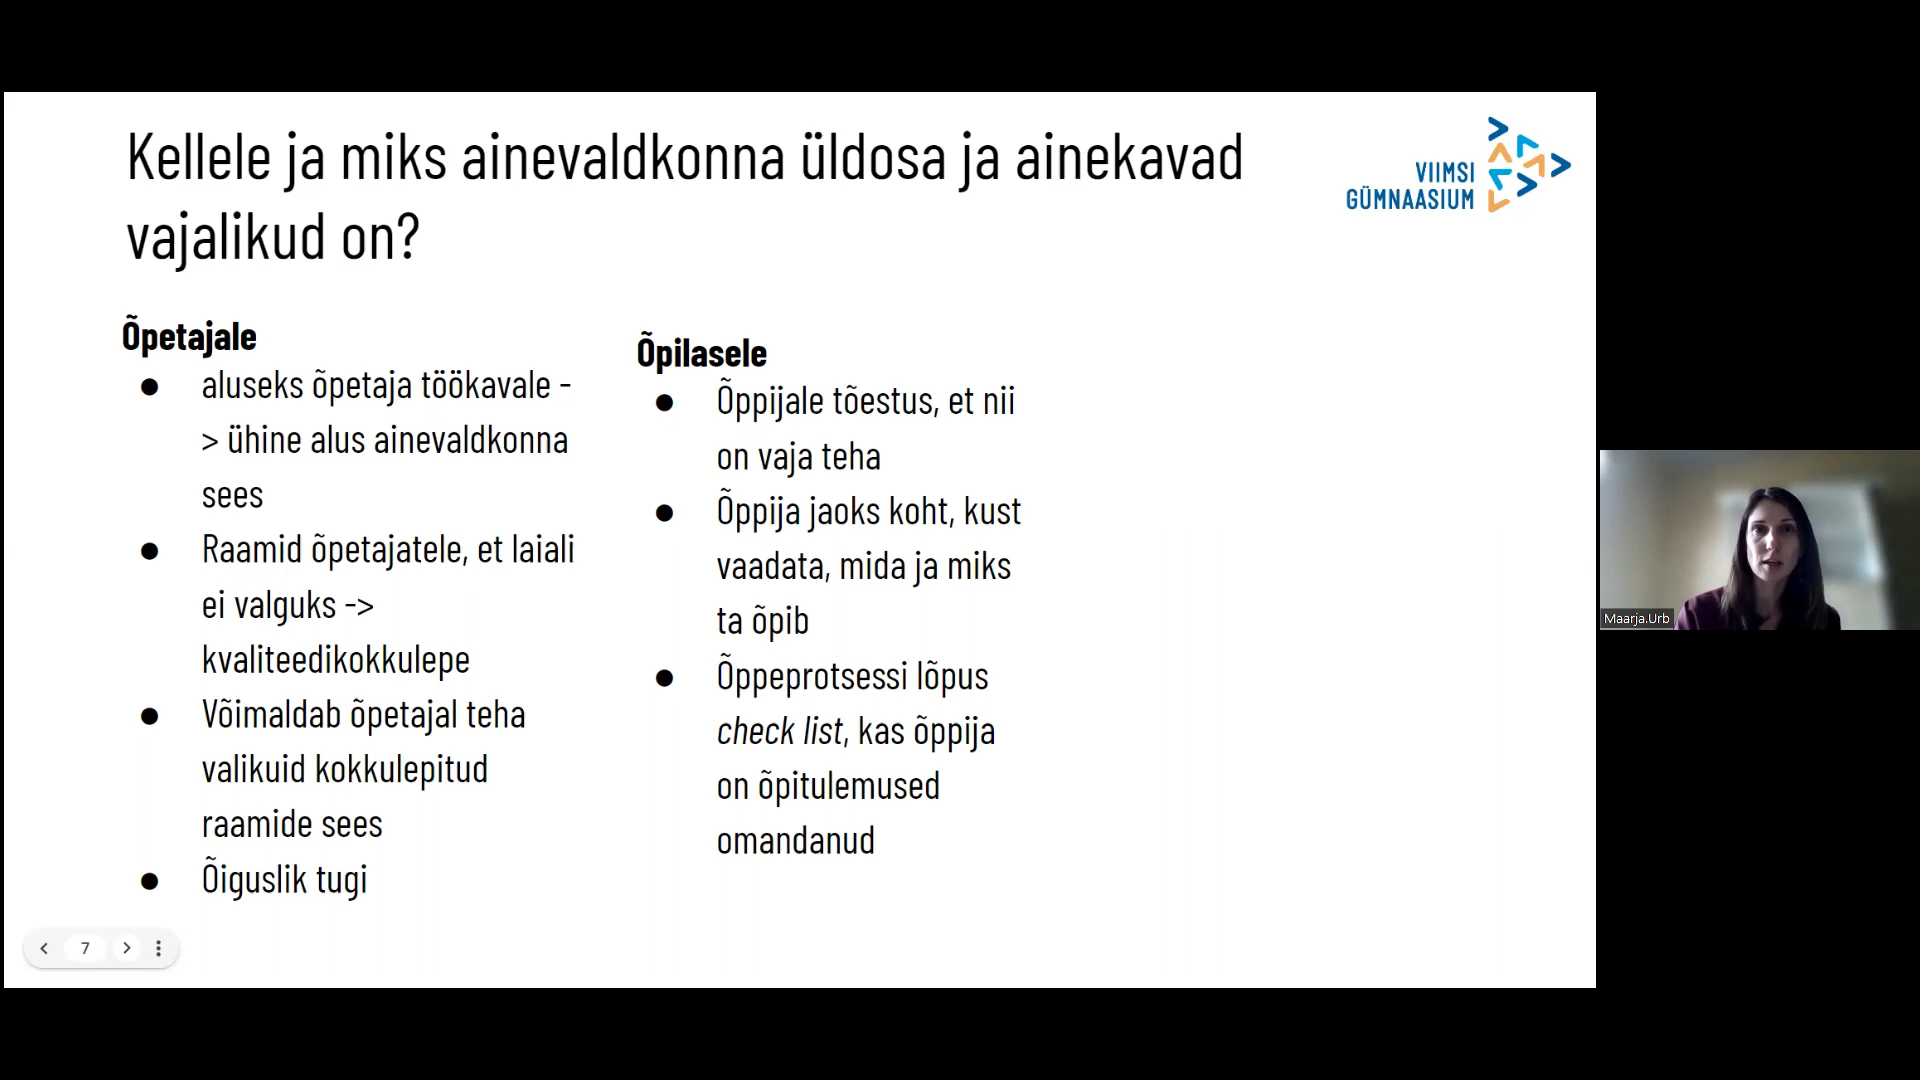 Kellele ja miks ainevaldkonna üldosa ja ainekavad
vajalikud on?
VIIMSI
GÜMNAASIUM
Õpetajale
● aluseks õpetaja töökavale -
> ühine alus ainevaldkonna
sees
● Raamid õpetajatele, et laiali
ei valguks ->
kvaliteedikokkulepe
● Võimaldab õpetajal teha
valikuid kokkulepitud
raamide sees
● Õiguslik tugi
Õpilasele
● Õppijale tõestus, et nii
on vaja teha
● Õppija jaoks koht, kust
vaadata, mida ja miks
ta õpib
● Õppeprotsessi lõpus
check list, kas õppija
on õpitulemused
omandanud
7
Maarja.Urb